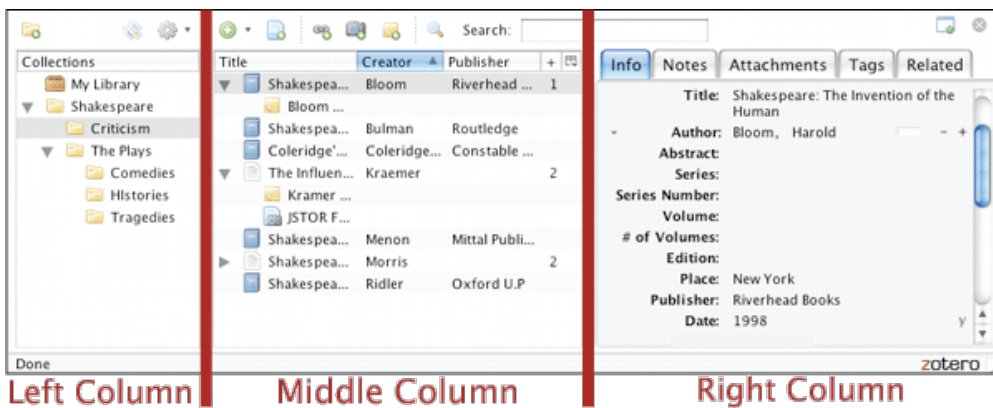 Search:
Collections
My Library
Shakespeare
Criticism
The Plays
Comedies
HIstories
Tragedies
Title Creator Publisher +
Shakespea... Bloom Riverhead ... 1
Bloom ...
Shakespea... Bulman Routledge
Coleridge'... Coleridge... Constable ...
The Influen... Kraemer 2
Kramer ...
JSTOR F...
Shakespea... Menon Mittal Publi...
Shakespea... Morris 2
Shakespea... Ridler Oxford U.P
Info Notes Attachments Tags Related
Title: Shakespeare: The Invention of the
Human
Author: Bloom, Harold - +
Abstract:
Series:
Series Number:
Volume:
# of Volumes:
Edition:
Place: New York
Publisher: Riverhead Books
Date: 1998 y
Done
zotero
Left Column
Middle Column
Right Column